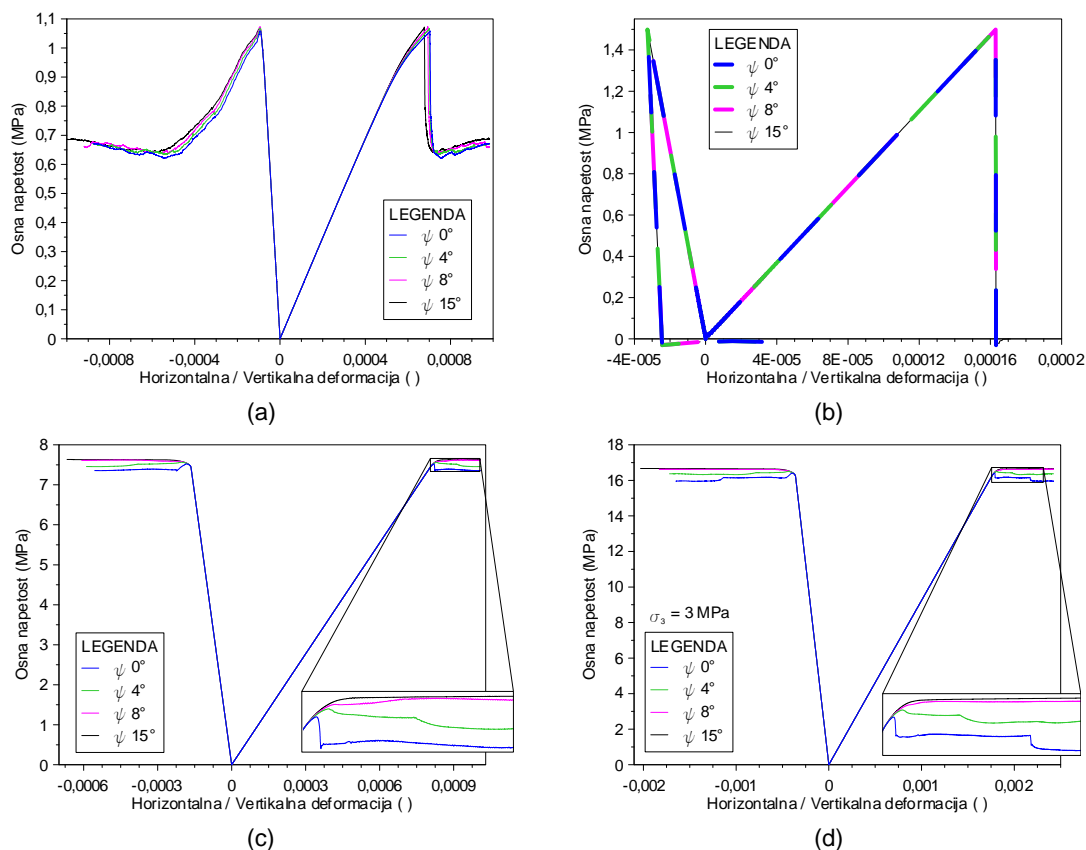 1,1
1
0,9
0,8
0,7
0,6
0,5
0,4
0,3
0,2
0,1
0
Osna napetost (MPa)
LEGENDA
ψ 0°
ψ 4°
ψ 8°
ψ 15°
-0,0008 -0,0004 0 0,0004 0,0008
Horizontalna / Vertikalna deformacija ( )
(a)
1,4
1,2
1
0,8
0,6
0,4
0,2
0
Osna napetost (MPa)
LEGENDA
ψ 0°
ψ 4°
ψ 8°
ψ 15°
-4E-005 0 4E-005 8E-005 0,00012 0,00016 0,0002
Horizontalna / Vertikalna deformacija ( )
(b)
8
7
6
5
4
3
2
1
0
Osna napetost (MPa)
LEGENDA
ψ 0°
ψ 4°
ψ 8°
ψ 15°
-0,0006 -0,0003 0 0,0003 0,0006 0,0009
Horizontalna / Vertikalna deformacija ( )
(c)
18
16
14
12
10
8
6
4
2
0
Osna napetost (MPa)
σ₃ = 3 MPa
LEGENDA
ψ 0°
ψ 4°
ψ 8°
ψ 15°
-0,002 -0,001 0 0,001 0,002
Horizontalna / Vertikalna deformacija ( )
(d)